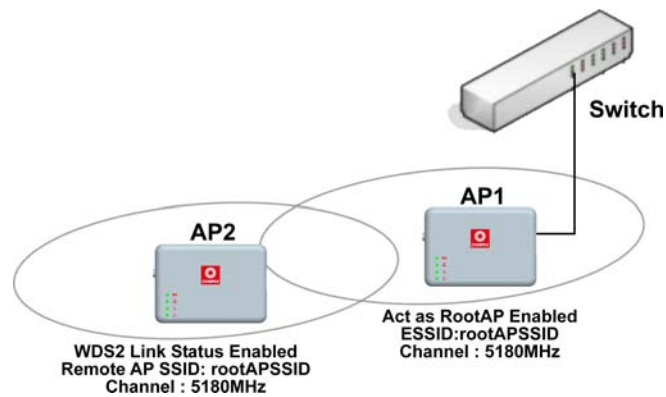 Switch
AP1
AP2
Act as RootAP Enabled
ESSID:rootAPSSID
Channel : 5180MHz
WDS2 Link Status Enabled
Remote AP SSID: rootAPSSID
Channel : 5180MHz